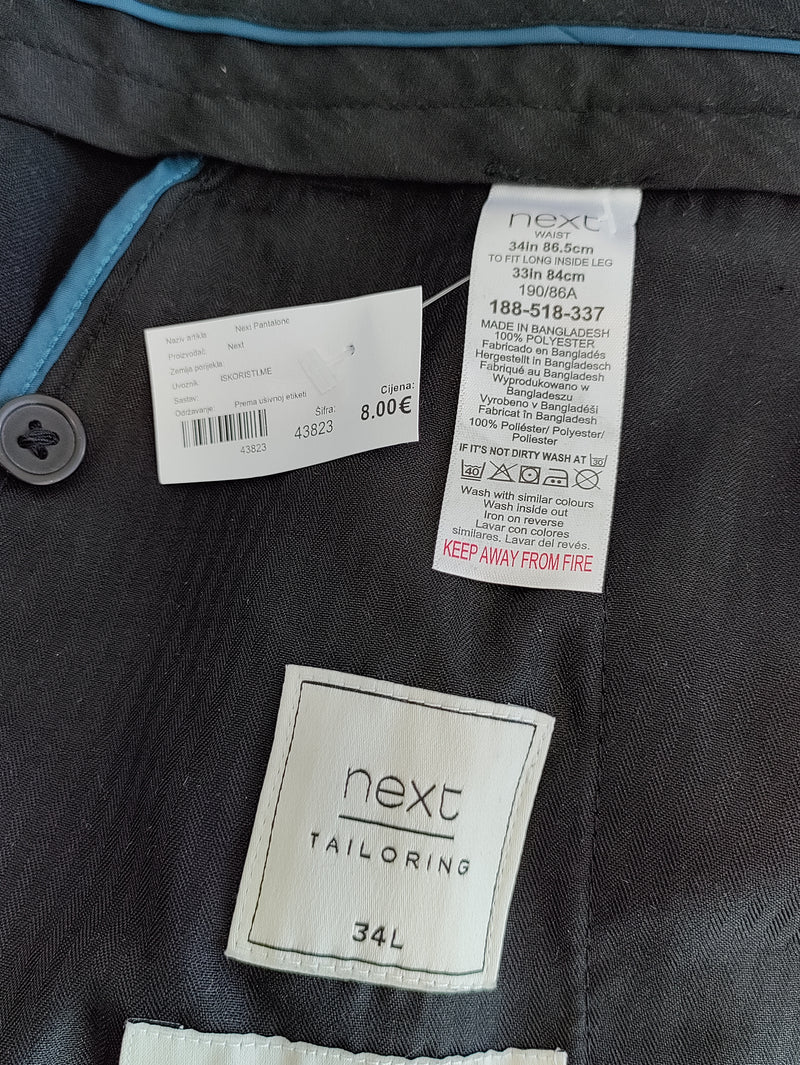 Naziv artikla
Next Pantalone
Proizvođač:
Next
Zemlja porijekla:
Uvoznik:
ISKORISTI.ME
Sastav:
Održavanje:
Prema ušivnoj etiketi
Šifra:
43823
Cijena:
8.00€
43823
next
WAIST
34in 86.5cm
TO FIT LONG INSIDE LEG
33in 84cm
190/86A
188-518-337
MADE IN BANGLADESH
100% POLYESTER
Fabricado en Bangladés
Hergestellt in Bangladesch
Fabriqué au Bangladesh
Wyprodukowano w
Bangladeszu
Vyrobeno v Bangladéši
Fabricat în Bangladesh
100% Poliéster/ Polyester/
Poliester
IF IT'S NOT DIRTY WASH AT 30
40
Wash with similar colours
Wash inside out
Iron on reverse
Lavar con colores
similares. Lavar del revés.
KEEP AWAY FROM FIRE
next
TAILORING
34L